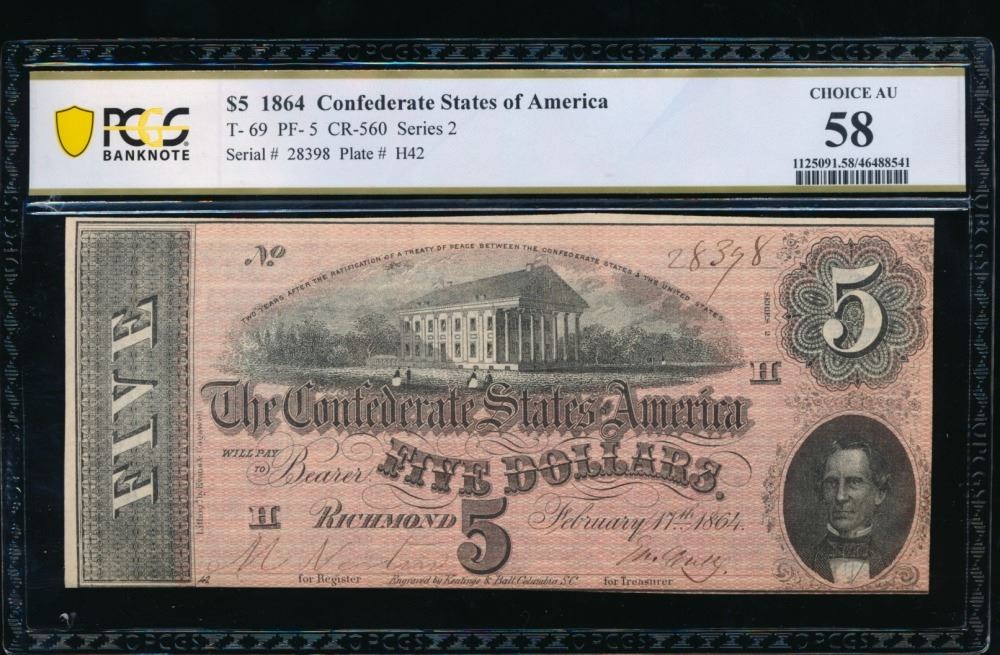 PCGS
BANKNOTE
$5 1864 Confederate States of America
T- 69 PF- 5 CR-560 Series 2
Serial # 28398 Plate # H42
CHOICE AU
58
1125091.58/46488541
FIVE
No
TWO YEARS AFTER THE RATIFICATION OF A TREATY OF PEACE BETWEEN THE CONFEDERATE STATES & THE UNITED STATES
28398
SERIES 2
5
H
The Confederate States of America
WILL PAY
TO Bearer FIVE DOLLARS.
H RICHMOND 5 February 17th 1864.
42 for Register Engraved by Keatinge & Ball, Columbia, S.C. for Treasurer